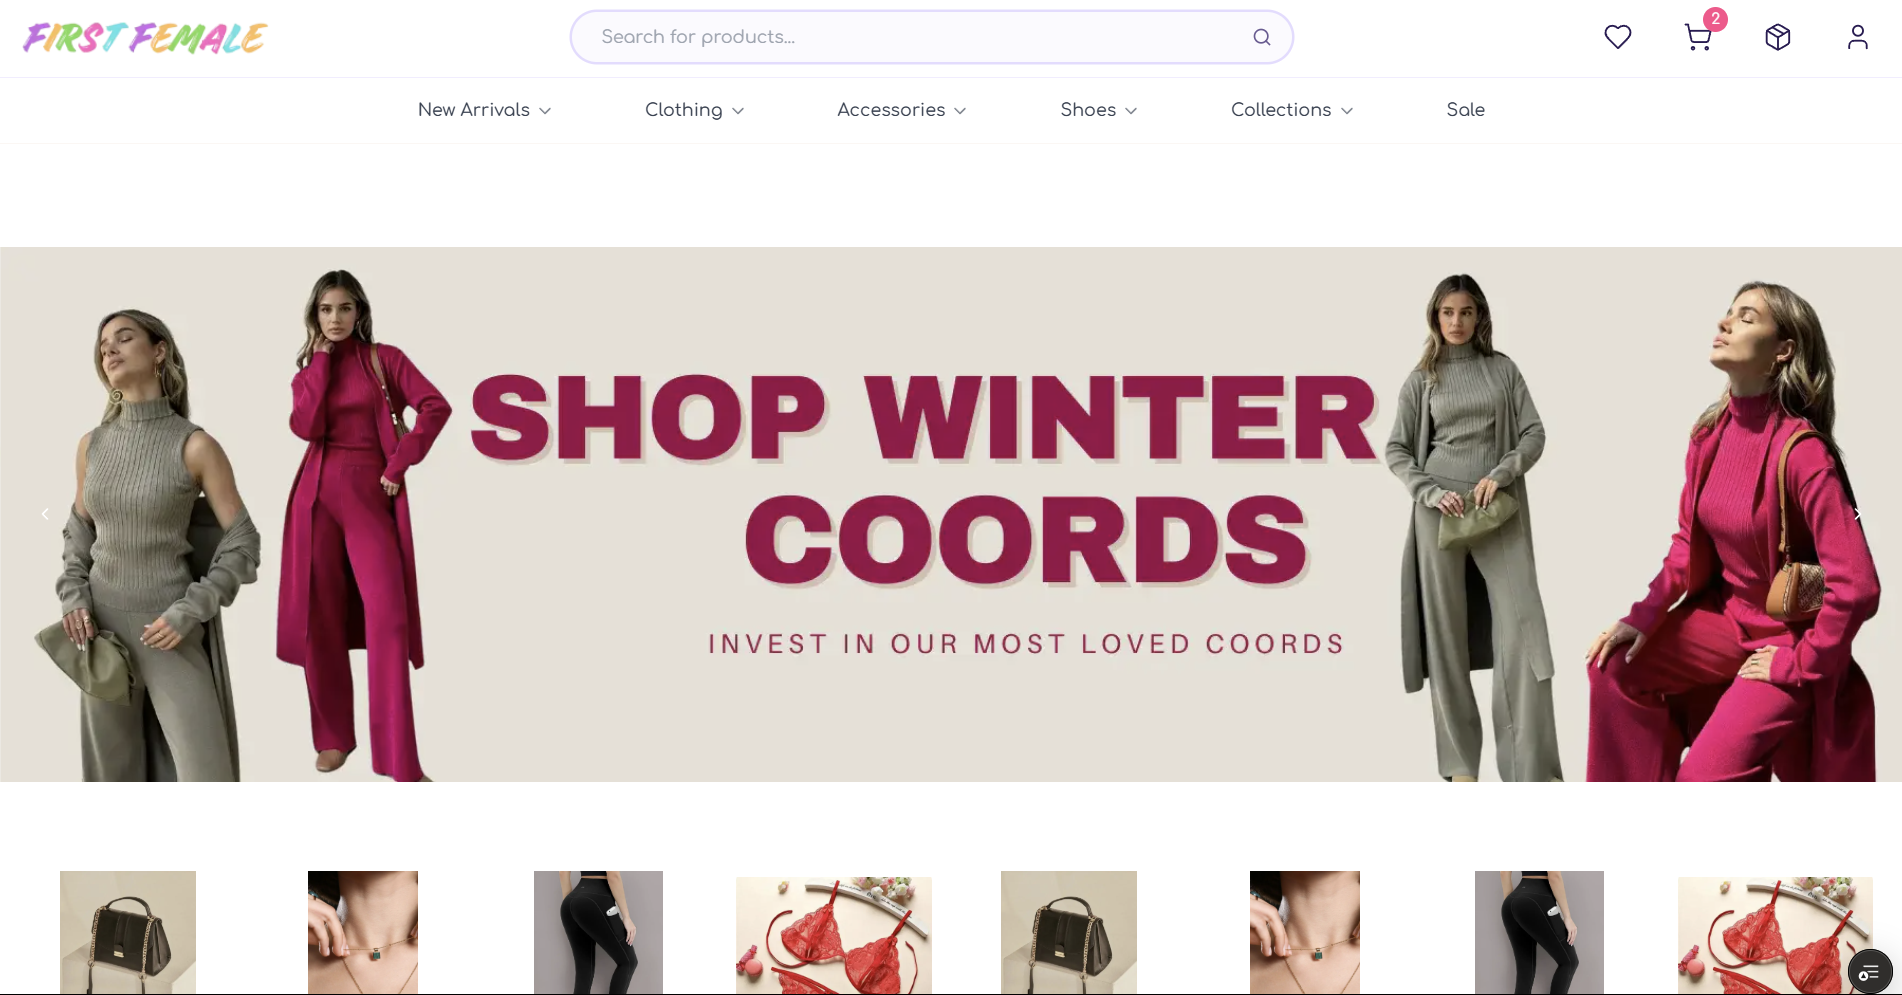 FIRST FEMALE
Search for products...
2
New Arrivals
Clothing
Accessories
Shoes
Collections
Sale
SHOP WINTER
COORDS
INVEST IN OUR MOST LOVED COORDS